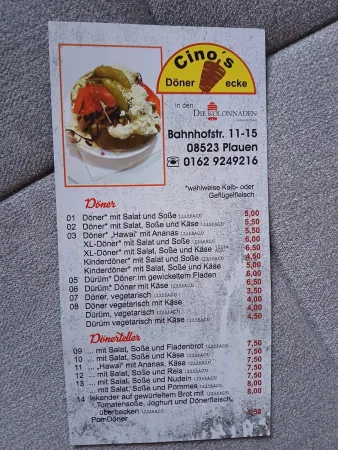 Cino's
Döner ecke
in den DIE KOLONNADEN
Bahnhofstr. 11-15
08523 Plauen
☎ 0162 9249216
*wahlweise Kalb- oder
Geflügelfleisch
Döner
01 Döner* mit Salat und Soße 5,00
02 Döner* mit Salat, Soße und Käse 5,50
03 Döner* „Hawai" mit Ananas 5,50
XL-Döner* mit Salat und Soße 6,00
XL-Döner* mit Salat, Soße und Käse 6,50
Kinderdöner* mit Salat und Soße 4,50
Kinderdöner* mit Salat, Soße und Käse 5,00
05 Dürüm* Döner im gewickeltem Fladen 6,00
06 Dürüm* Döner mit Käse 6,50
07 Döner, vegetarisch 3,50
08 Döner vegetarisch mit Käse 4,00
Dürüm vegetarisch 4,00
Dürüm vegetarisch mit Käse 4,50
Dönerteller
09 ... mit Salat, Soße und Fladenbrot 7,50
10 ... mit Salat, Soße und Käse 7,50
11 ... „Hawai" mit Ananas, Käse 7,50
12 ... mit Salat, Soße und Reis 7,50
13 ... mit Salat, Soße und Nudeln 7,50
... mit Salat, Soße und Pommes 8,00
14 Iskender auf gewürfeltem Brot mit 8,00
Tomatensoße, Joghurt und Dönerfleisch,
überbacken
PomDöner